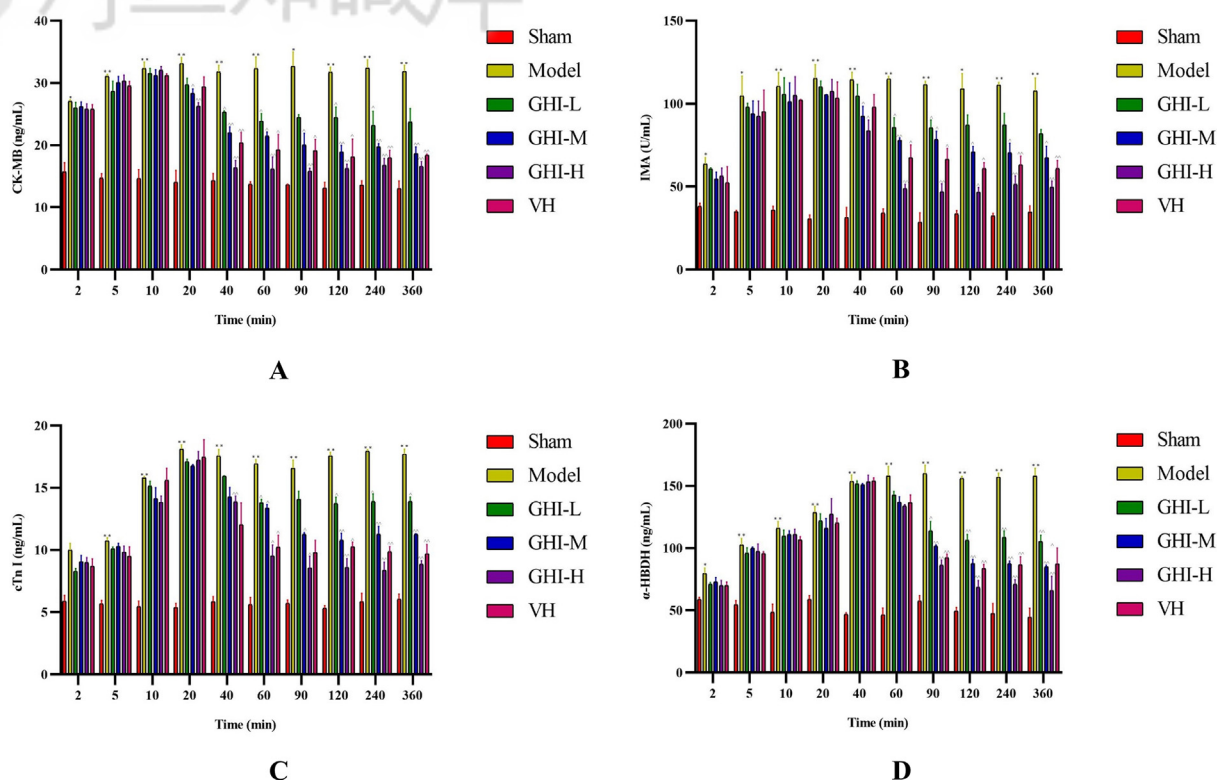 40
30
20
10
0
CK-MB (ng/mL)
2 5 10 20 40 60 90 120 240 360
Time (min)
Sham
Model
GHI-L
GHI-M
GHI-H
VH
A
150
100
50
0
IMA (U/mL)
2 5 10 20 40 60 90 120 240 360
Time (min)
Sham
Model
GHI-L
GHI-M
GHI-H
VH
B
20
15
10
5
0
cTn I (ng/mL)
2 5 10 20 40 60 90 120 240 360
Time (min)
Sham
Model
GHI-L
GHI-M
GHI-H
VH
C
200
150
100
50
0
α-HBDH (ng/mL)
2 5 10 20 40 60 90 120 240 360
Time (min)
Sham
Model
GHI-L
GHI-M
GHI-H
VH
D